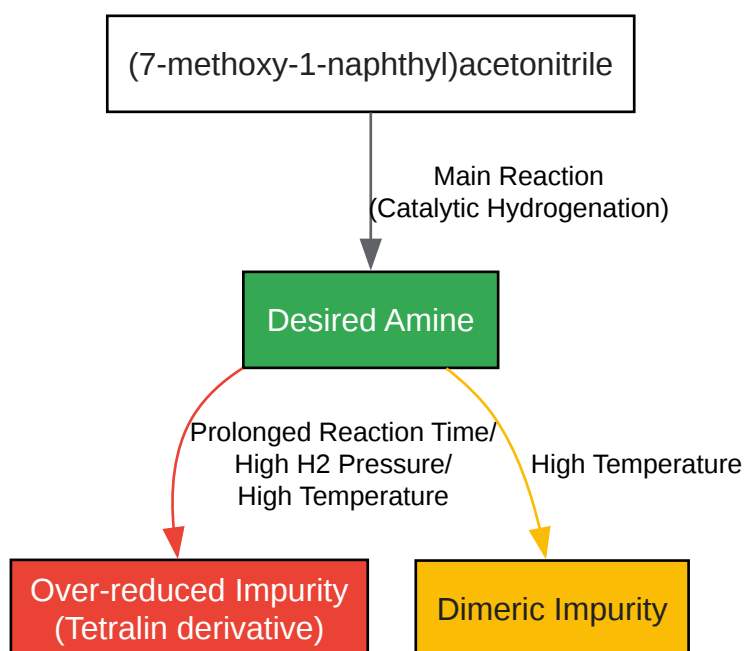 (7-methoxy-1-naphthyl)acetonitrile
Main Reaction
(Catalytic Hydrogenation)
Desired Amine
Prolonged Reaction Time/
High H2 Pressure/
High Temperature
High Temperature
Over-reduced Impurity
(Tetralin derivative)
Dimeric Impurity